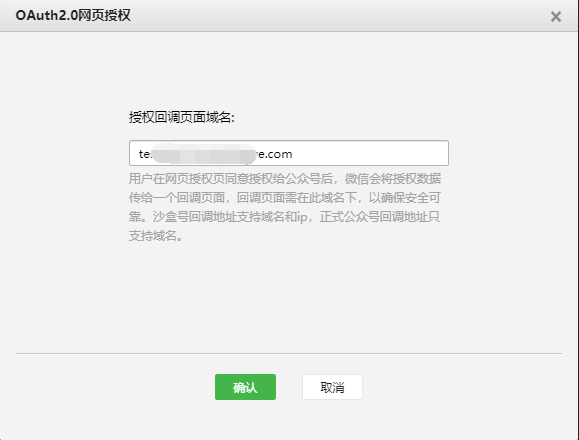 OAuth2.0网页授权
授权回调页面域名:
te e.com
用户在网页授权页同意授权给公众号后，微信会将授权数据
传给一个回调页面，回调页面需在此域名下，以确保安全可
靠。沙盒号回调地址支持域名和ip，正式公众号回调地址只
支持域名。
确认 取消